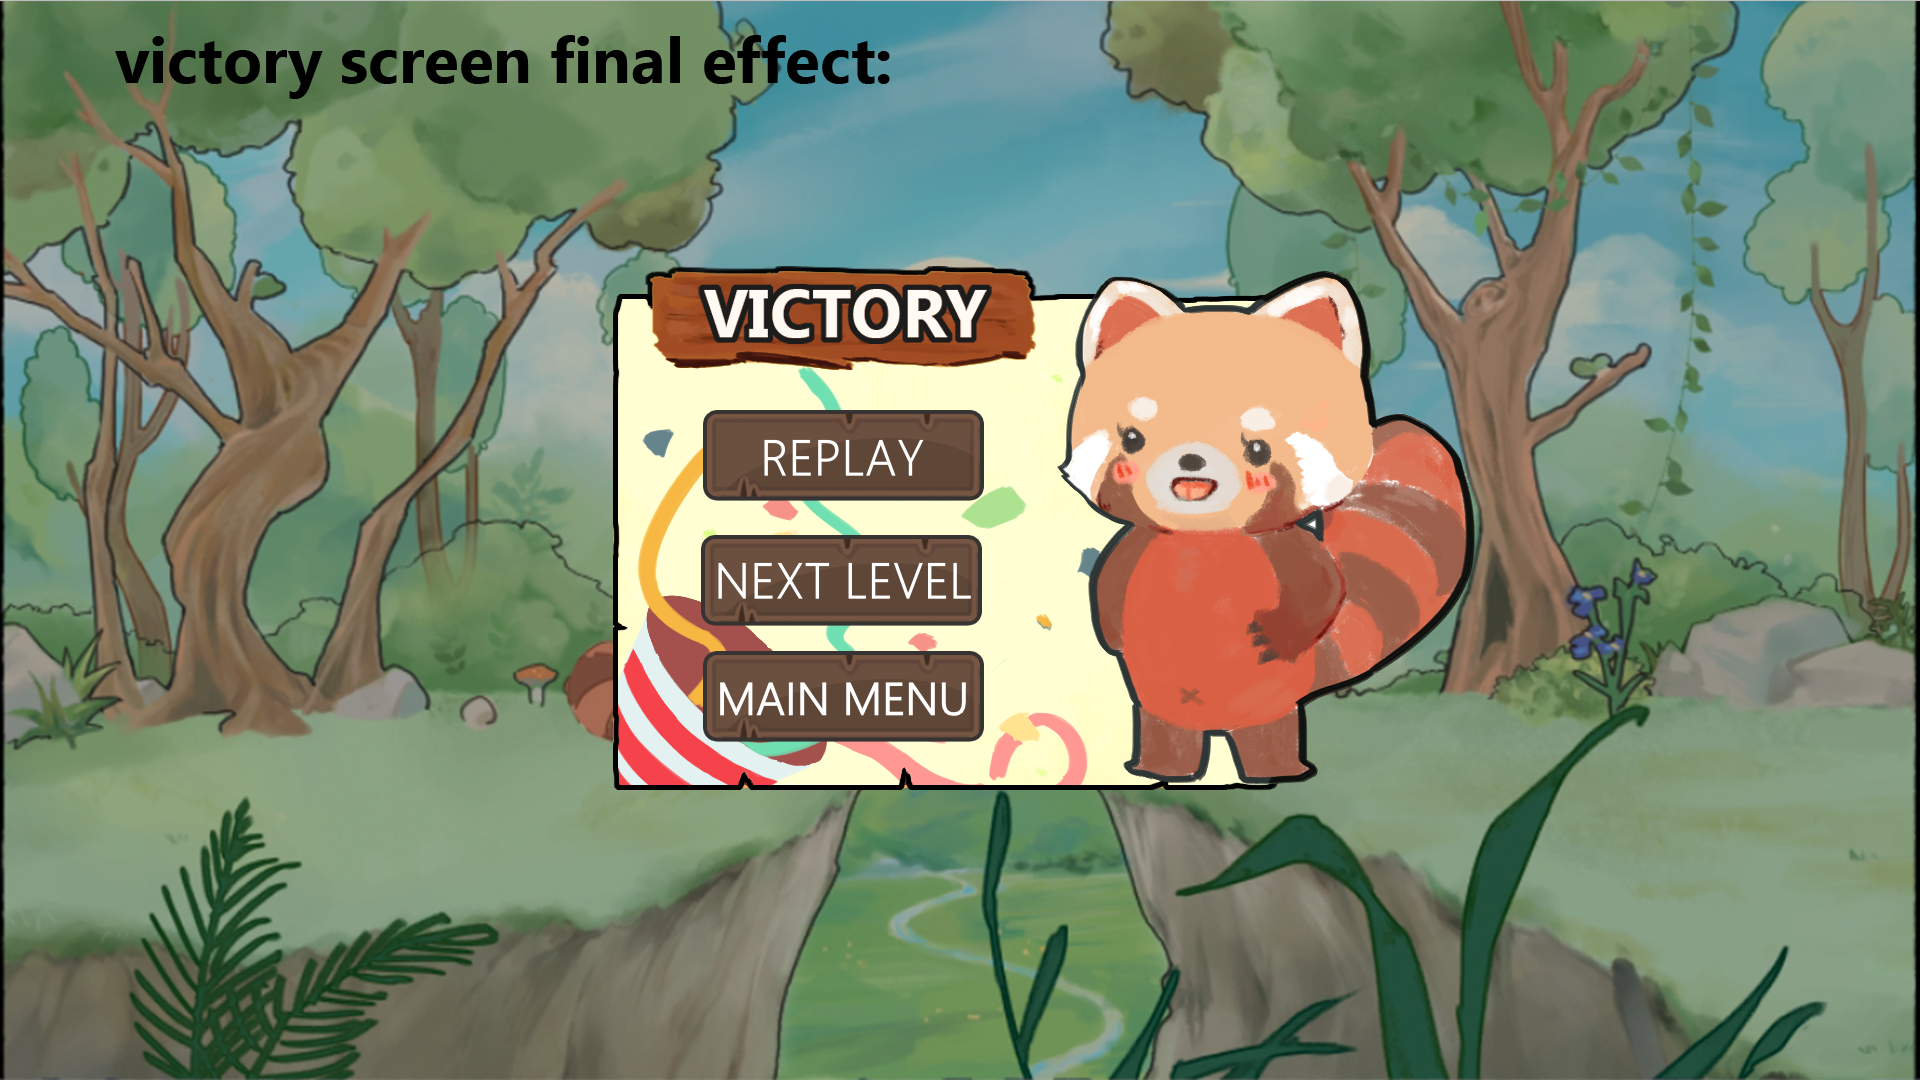 victory screen final effect:
VICTORY
REPLAY
NEXT LEVEL
MAIN MENU